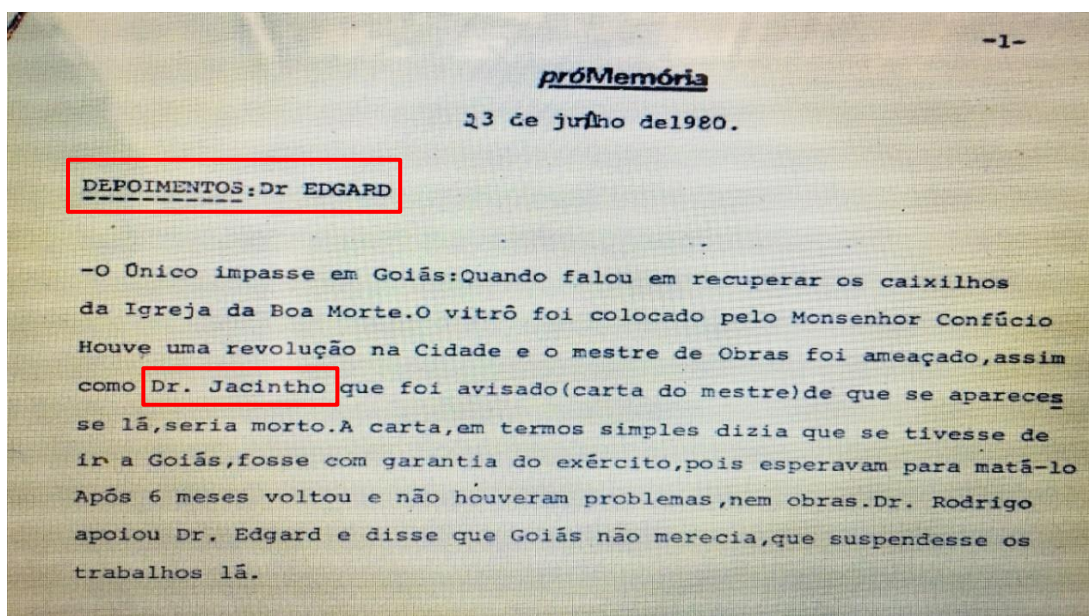 -1-
próMemória
23 de junho de1980.
DEPOIMENTOS:Dr EDGARD
-O Único impasse em Goiás:Quando falou em recuperar os caixilhos
da Igreja da Boa Morte.O vitrô foi colocado pelo Monsenhor Confúcio
Houve uma revolução na Cidade e o mestre de Obras foi ameaçado,assim
como Dr. Jacintho que foi avisado(carta do mestre)de que se apareces
se lá,seria morto.A carta,em termos simples dizia que se tivesse de
ir a Goiás,fosse com garantia do exército,pois esperavam para matá-lo
Após 6 meses voltou e não houveram problemas,nem obras.Dr. Rodrigo
apoiou Dr. Edgard e disse que Goiás não merecia,que suspendesse os
trabalhos lá.